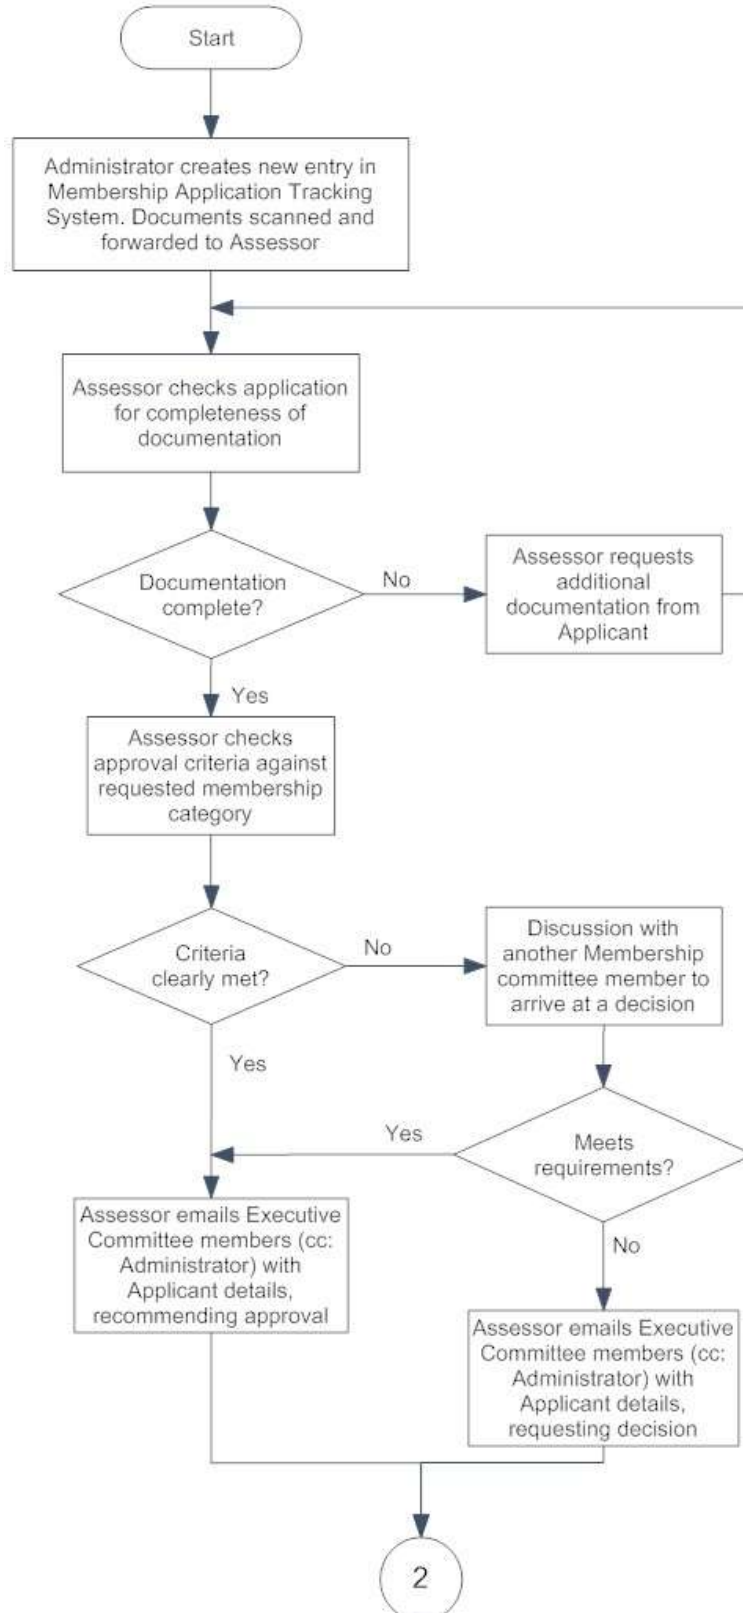 Start
Administrator creates new entry in
Membership Application Tracking
System. Documents scanned and
forwarded to Assessor
Assessor checks application
for completeness of
documentation
Documentation
complete?
No
Assessor requests
additional
documentation from
Applicant
Yes
Assessor checks
approval criteria against
requested membership
category
Criteria
clearly met?
No
Discussion with
another Membership
committee member to
arrive at a decision
Yes
Meets
requirements?
Yes
Assessor emails Executive
Committee members (cc:
Administrator) with
Applicant details,
recommending approval
No
Assessor emails Executive
Committee members (cc:
Administrator) with
Applicant details,
requesting decision
2